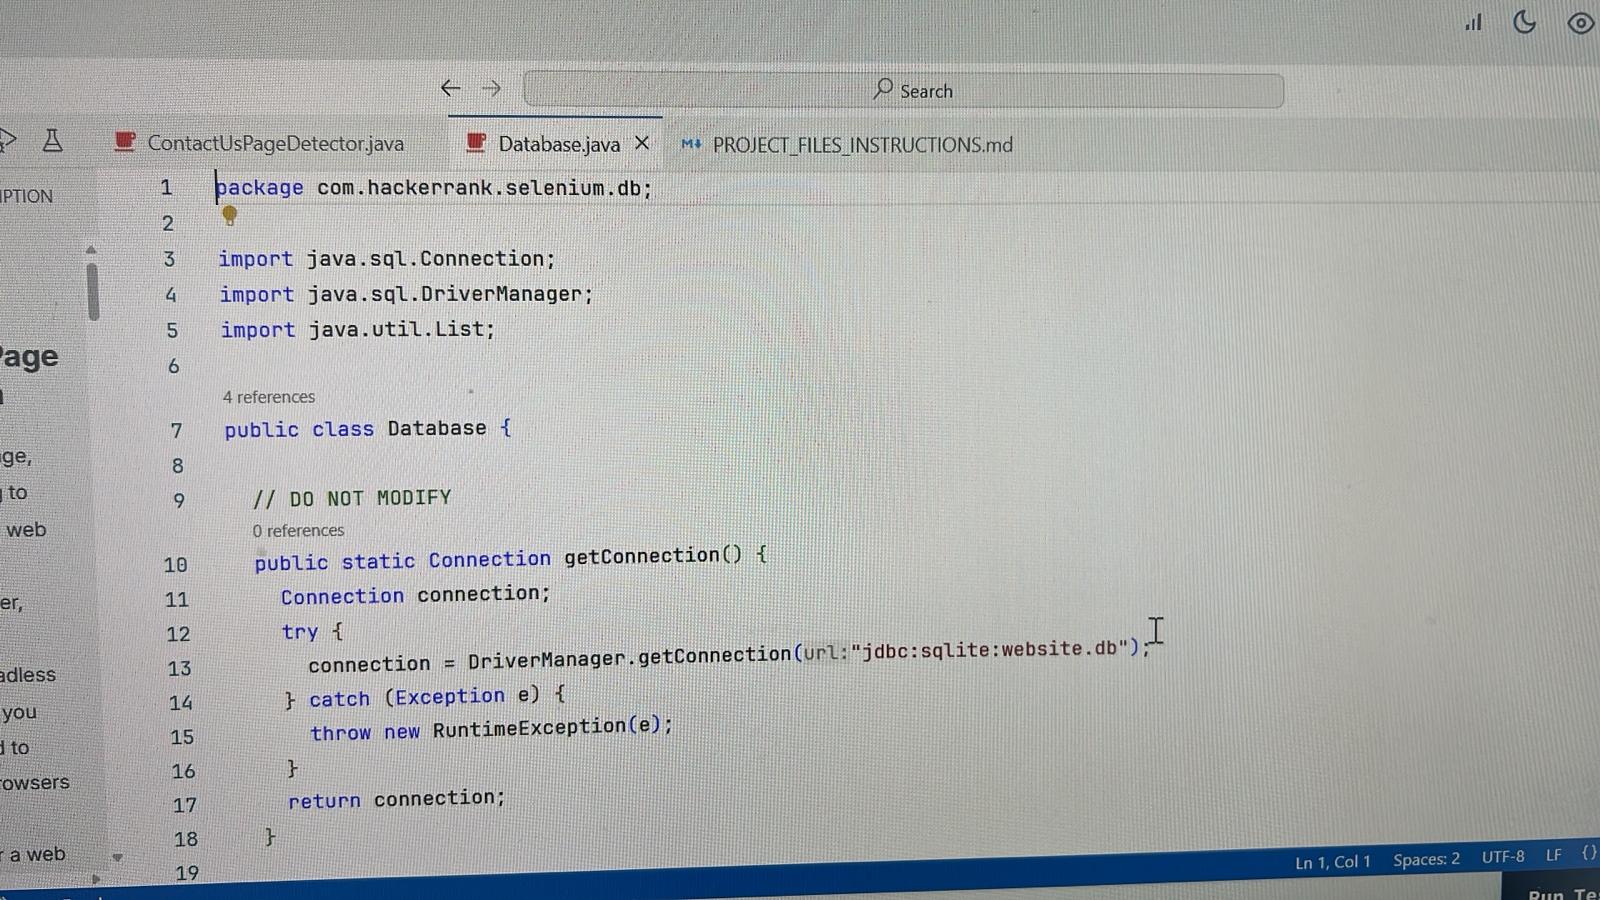 Search
ContactUsPageDetector.java
Database.java
PROJECT_FILES_INSTRUCTIONS.md
IPTION
Page
ge,
to
web
er,
adless
you
d to
owsers
r a web
1 package com.hackerrank.selenium.db;
2
3 import java.sql.Connection;
4 import java.sql.DriverManager;
5 import java.util.List;
6
4 references
7 public class Database {
8
9 // DO NOT MODIFY
0 references
10 public static Connection getConnection() {
11 Connection connection;
12 try {
13 connection = DriverManager.getConnection(url:"jdbc:sqlite:website.db");
14 } catch (Exception e) {
15 throw new RuntimeException(e);
16 }
17 return connection;
18 }
19
Ln 1, Col 1 Spaces: 2 UTF-8 LF {}
Run Te